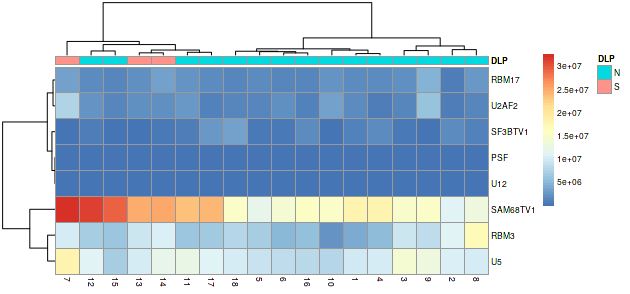 DLP
RBM17
U2AF2
SF3BTV1
PSF
U12
SAM68TV1
RBM3
U5
7 12 15 13 14 11 17 18 5 6 16 10 1 4 3 9 2 8
3e+07
2.5e+07
2e+07
1.5e+07
1e+07
5e+06
DLP
N
S